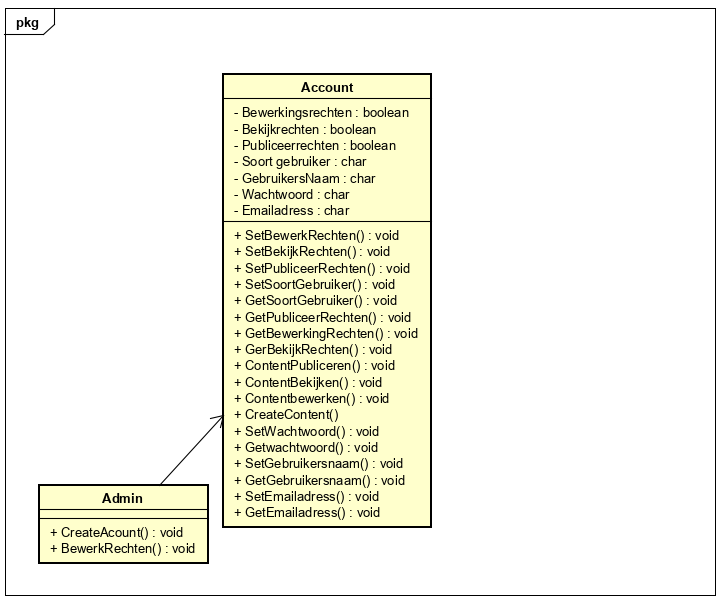 pkg
Account
- Bewerkingsrechten : boolean
- Bekijkrechten : boolean
- Publiceerrechten : boolean
- Soort gebruiker : char
- GebruikersNaam : char
- Wachtwoord : char
- Emailadress : char
+ SetBewerkRechten() : void
+ SetBekijkRechten() : void
+ SetPubliceerRechten() : void
+ SetSoortGebruiker() : void
+ GetSoortGebruiker() : void
+ GetPubliceerRechten() : void
+ GetBewerkingRechten() : void
+ GerBekijkRechten() : void
+ ContentPubliceren() : void
+ ContentBekijken() : void
+ Contentbewerken() : void
+ CreateContent()
+ SetWachtwoord() : void
+ Getwachtwoord() : void
+ SetGebruikersnaam() : void
+ GetGebruikersnaam() : void
+ SetEmailadress() : void
+ GetEmailadress() : void
Admin
+ CreateAcount() : void
+ BewerkRechten() : void